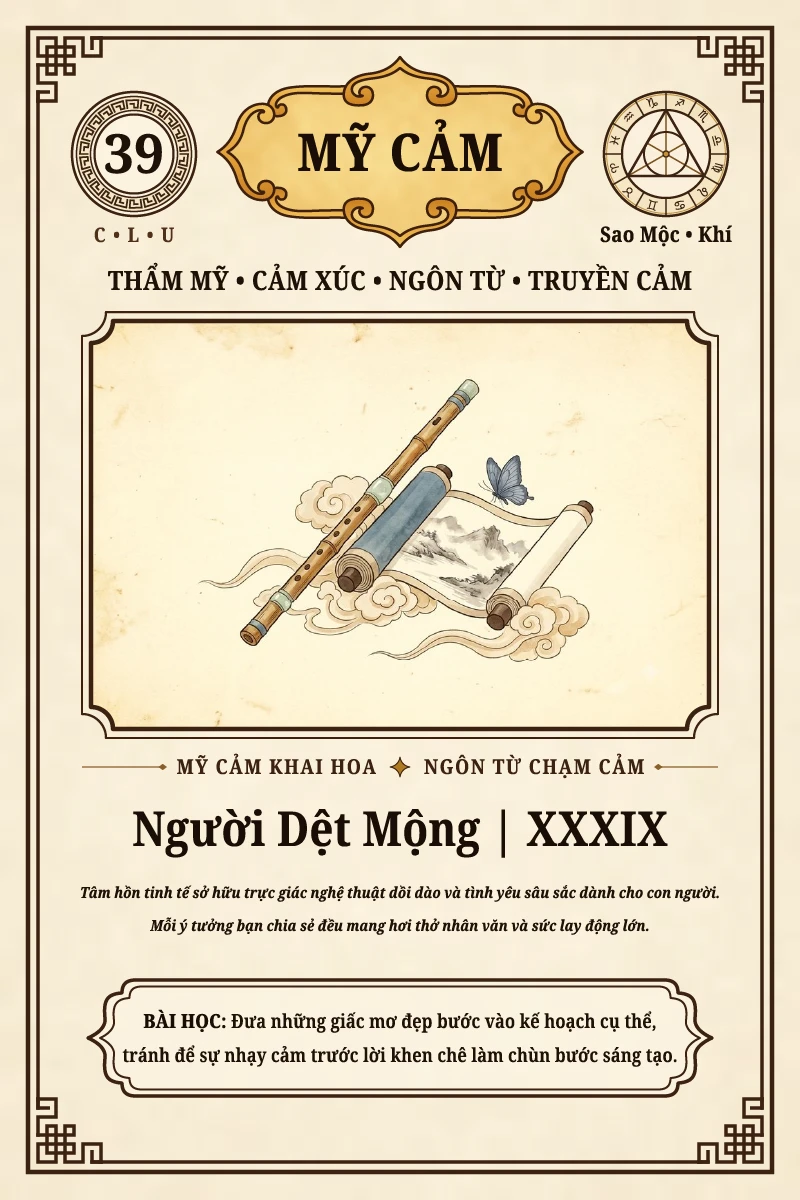 39
MỸ CẢM
C • L • U
Sao Mộc • Khí
THẨM MỸ • CẢM XÚC • NGÔN TỪ • TRUYỀN CẢM
MỸ CẢM KHAI HOA ✦ NGÔN TỪ CHẠM CẢM
Người Dệt Mộng | XXXIX
Tâm hồn tinh tế sở hữu trực giác nghệ thuật dồi dào và tình yêu sâu sắc dành cho con người.
Mỗi ý tưởng bạn chia sẻ đều mang hơi thở nhân văn và sức lay động lớn.
BÀI HỌC: Đưa những giấc mơ đẹp bước vào kế hoạch cụ thể,
tránh để sự nhạy cảm trước lời khen chê làm chùn bước sáng tạo.